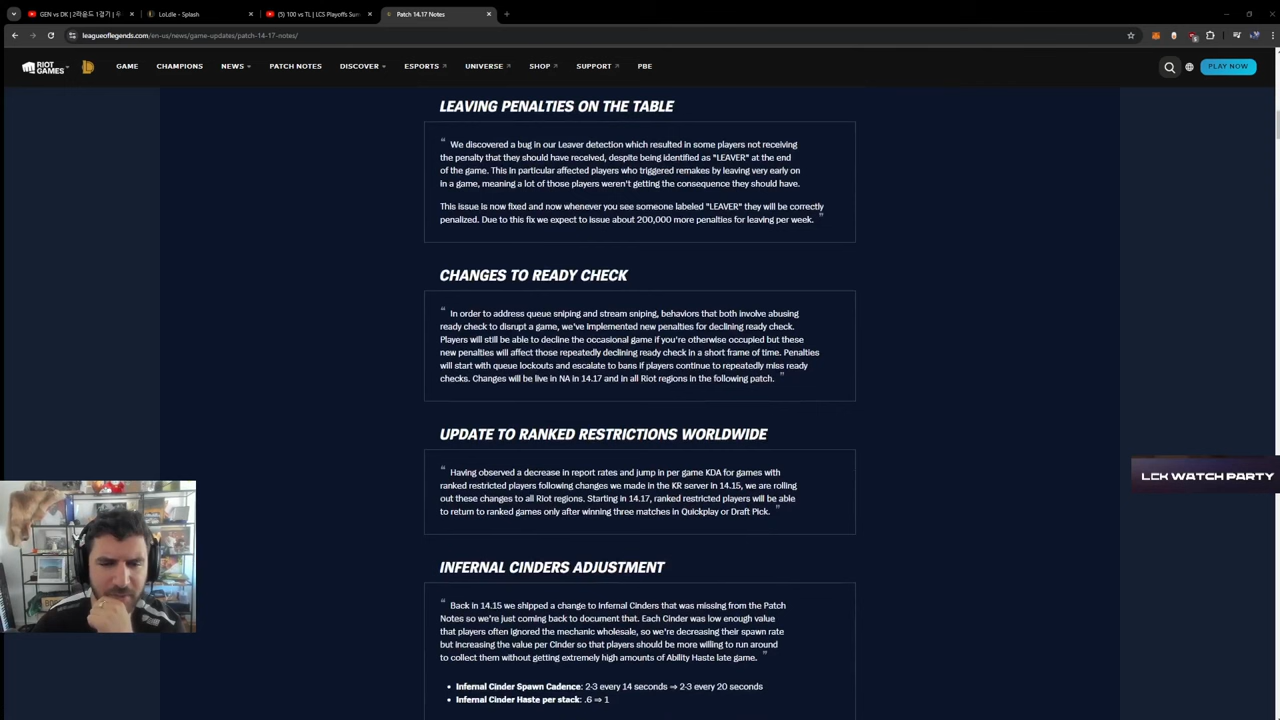 GEN vs DK | 2라운드 1경기 |
LoLdle - Splash
(5) 100 vs TL | LCS Playoffs Sum
Patch 14.17 Notes
leagueoflegends.com/en-us/news/game-updates/patch-14-17-notes/
RIOT GAMES
GAME
CHAMPIONS
NEWS
PATCH NOTES
DISCOVER
ESPORTS
UNIVERSE
SHOP
SUPPORT
PBE
PLAY NOW
LEAVING PENALTIES ON THE TABLE
“ We discovered a bug in our Leaver detection which resulted in some players not receiving
the penalty that they should have received, despite being identified as "LEAVER" at the end
of the game. This in particular affected players who triggered remakes by leaving very early on
in a game, meaning a lot of those players weren't getting the consequence they should have.
This issue is now fixed and now whenever you see someone labeled "LEAVER" they will be correctly
penalized. Due to this fix we expect to issue about 200,000 more penalties for leaving per week. ”
CHANGES TO READY CHECK
“ In order to address queue sniping and stream sniping, behaviors that both involve abusing
ready check to disrupt a game, we've implemented new penalties for declining ready check.
Players will still be able to decline the occasional game if you're otherwise occupied but these
new penalties will affect those repeatedly declining ready check in a short frame of time. Penalties
will start with queue lockouts and escalate to bans if players continue to repeatedly miss ready
checks. Changes will be live in NA in 14.17 and in all Riot regions in the following patch. ”
UPDATE TO RANKED RESTRICTIONS WORLDWIDE
“ Having observed a decrease in report rates and jump in per game KDA for games with
ranked restricted players following changes we made in the KR server in 14.15, we are rolling
out these changes to all Riot regions. Starting in 14.17, ranked restricted players will be able
to return to ranked games only after winning three matches in Quickplay or Draft Pick. ”
LCK WATCH PARTY
INFERNAL CINDERS ADJUSTMENT
“ Back in 14.15 we shipped a change to Infernal Cinders that was missing from the Patch
Notes so we're just coming back to document that. Each Cinder was low enough value
that players often ignored the mechanic wholesale, so we're decreasing their spawn rate
but increasing the value per Cinder so that players should be more willing to run around
to collect them without getting extremely high amounts of Ability Haste late game. ”
• Infernal Cinder Spawn Cadence: 2-3 every 14 seconds ⇒ 2-3 every 20 seconds
• Infernal Cinder Haste per stack: .6 ⇒ 1